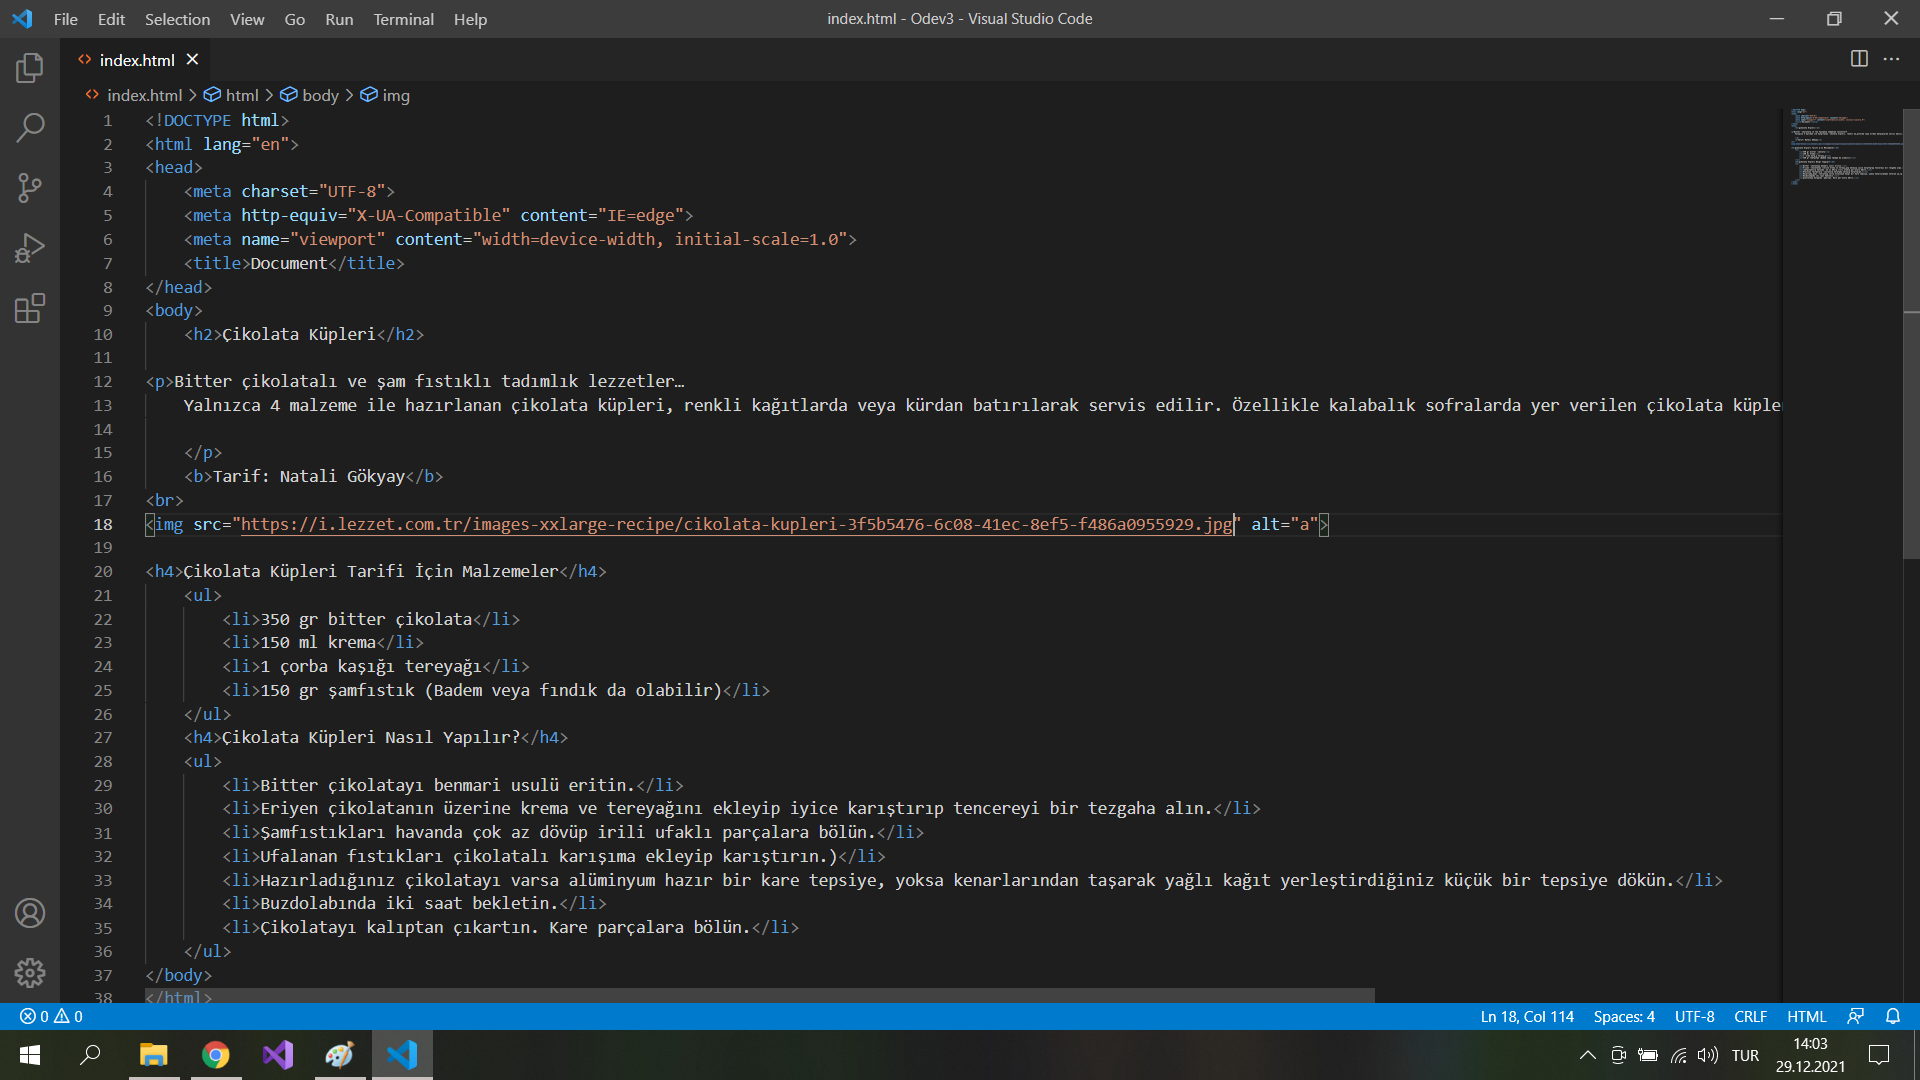 File Edit Selection View Go Run Terminal Help
index.html - Odev3 - Visual Studio Code
index.html
index.html > html > body > img
1 <!DOCTYPE html>
2 <html lang="en">
3 <head>
4 <meta charset="UTF-8">
5 <meta http-equiv="X-UA-Compatible" content="IE=edge">
6 <meta name="viewport" content="width=device-width, initial-scale=1.0">
7 <title>Document</title>
8 </head>
9 <body>
10 <h2>Çikolata Küpleri</h2>
11
12 <p>Bitter çikolatalı ve şam fıstıklı tadımlık lezzetler…
13 Yalnızca 4 malzeme ile hazırlanan çikolata küpleri, renkli kağıtlarda veya kürdan batırılarak servis edilir. Özellikle kalabalık sofralarda yer verilen çikolata küple
14
15 </p>
16 <b>Tarif: Natali Gökyay</b>
17 <br>
18 <img src="https://i.lezzet.com.tr/images-xxlarge-recipe/cikolata-kupleri-3f5b5476-6c08-41ec-8ef5-f486a0955929.jpg" alt="a">
19
20 <h4>Çikolata Küpleri Tarifi İçin Malzemeler</h4>
21 <ul>
22 <li>350 gr bitter çikolata</li>
23 <li>150 ml krema</li>
24 <li>1 çorba kaşığı tereyağı</li>
25 <li>150 gr şamfıstık (Badem veya fındık da olabilir)</li>
26 </ul>
27 <h4>Çikolata Küpleri Nasıl Yapılır?</h4>
28 <ul>
29 <li>Bitter çikolatayı benmari usulü eritin.</li>
30 <li>Eriyen çikolatanın üzerine krema ve tereyağını ekleyip iyice karıştırıp tencereyi bir tezgaha alın.</li>
31 <li>Şamfıstıkları havanda çok az dövüp irili ufaklı parçalara bölün.</li>
32 <li>Ufalanan fıstıkları çikolatalı karışıma ekleyip karıştırın.)</li>
33 <li>Hazırladığınız çikolatayı varsa alüminyum hazır bir kare tepsiye, yoksa kenarlarından taşarak yağlı kağıt yerleştirdiğiniz küçük bir tepsiye dökün.</li>
34 <li>Buzdolabında iki saat bekletin.</li>
35 <li>Çikolatayı kalıptan çıkartın. Kare parçalara bölün.</li>
36 </ul>
37 </body>
38 </html>
0 0 Ln 18, Col 114 Spaces: 4 UTF-8 CRLF HTML
TUR 14:03
29.12.2021